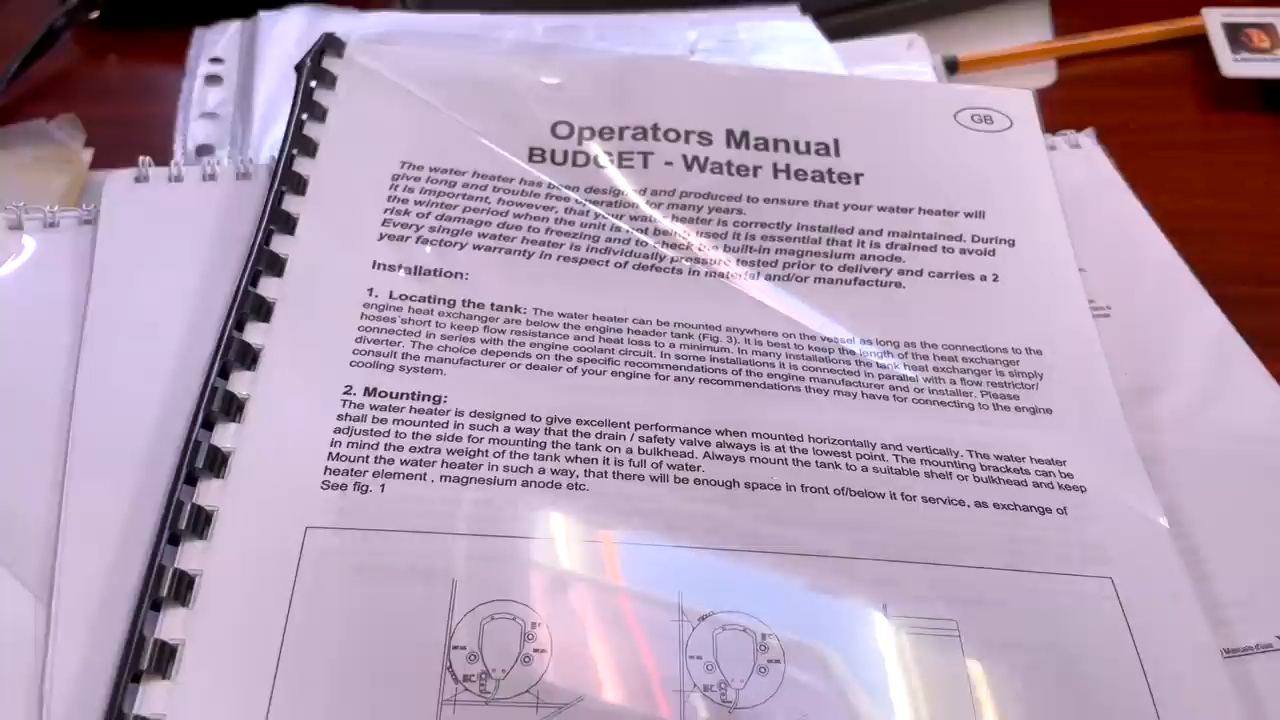 GB
Operators Manual
BUDGET - Water Heater
The water heater has been designed and produced to ensure that your water heater will
give long and trouble free operation for many years.
It is important, however, that your water heater is correctly installed and maintained. During
the winter period when the unit is not being used it is essential that it is drained to avoid
risk of damage due to freezing and to check the built-in magnesium anode.
Every single water heater is individually pressure tested prior to delivery and carries a 2
year factory warranty in respect of defects in material and/or manufacture.
Installation:
1. Locating the tank: The water heater can be mounted anywhere on the vessel as long as the connections to the
engine heat exchanger are below the engine header tank (Fig. 3). It is best to keep the length of the heat exchanger
hoses short to keep flow resistance and heat loss to a minimum. In many installations the tank heat exchanger is simply
connected in series with the engine coolant circuit. In some installations it is connected in parallel with a flow restrictor/
diverter. The choice depends on the specific recommendations of the engine manufacturer and or installer. Please
consult the manufacturer or dealer of your engine for any recommendations they may have for connecting to the engine
cooling system.
2. Mounting:
The water heater is designed to give excellent performance when mounted horizontally and vertically. The water heater
shall be mounted in such a way that the drain / safety valve always is at the lowest point. The mounting brackets can be
adjusted to the side for mounting the tank on a bulkhead. Always mount the tank to a suitable shelf or bulkhead and keep
in mind the extra weight of the tank when it is full of water.
Mount the water heater in such a way, that there will be enough space in front of/below it for service, as exchange of
heater element , magnesium anode etc.
See fig. 1